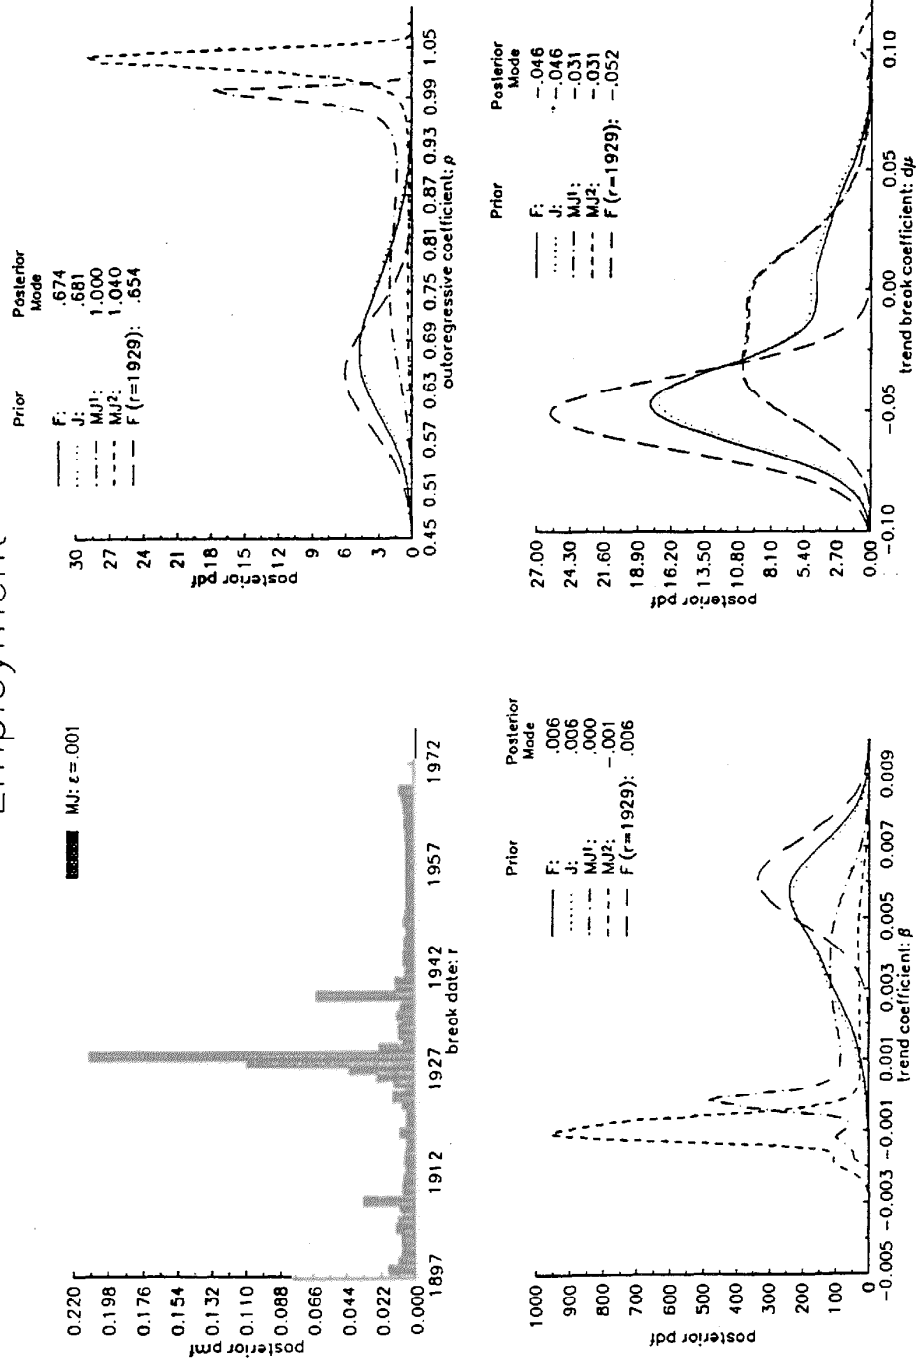 Employment
MJ: ε=.001
0.220
0.198
0.176
0.154
0.132
0.110
0.088
0.066
0.044
0.022
0.000
posterior pmf
1897 1912 1927 1942 1957 1972
break date: r
Prior Posterior Mode
F: .674
J: .681
MJ¹: 1.000
MJ²: 1.040
F (r=1929): .654
30
27
24
21
18
15
12
9
6
3
0
posterior pdf
0.45 0.51 0.57 0.63 0.69 0.75 0.81 0.87 0.93 0.99 1.05
autoregressive coefficient: ρ
Prior Posterior Mode
F: .006
J: .006
MJ¹: .000
MJ²: -.001
F (r=1929): .006
1000
900
800
700
600
500
400
300
200
100
0
posterior pdf
-0.005 -0.003 -0.001 0.001 0.003 0.005 0.007 0.009
trend coefficient: β
Prior Posterior Mode
F: -.046
J: -.046
MJ¹: -.031
MJ²: -.031
F (r=1929): -.052
27.00
24.30
21.60
18.90
16.20
13.50
10.80
8.10
5.40
2.70
0.00
posterior pdf
-0.10 -0.05 0.00 0.05 0.10
trend break coefficient: dμ